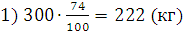 1) 300 · 74/100 = 222 (кг)